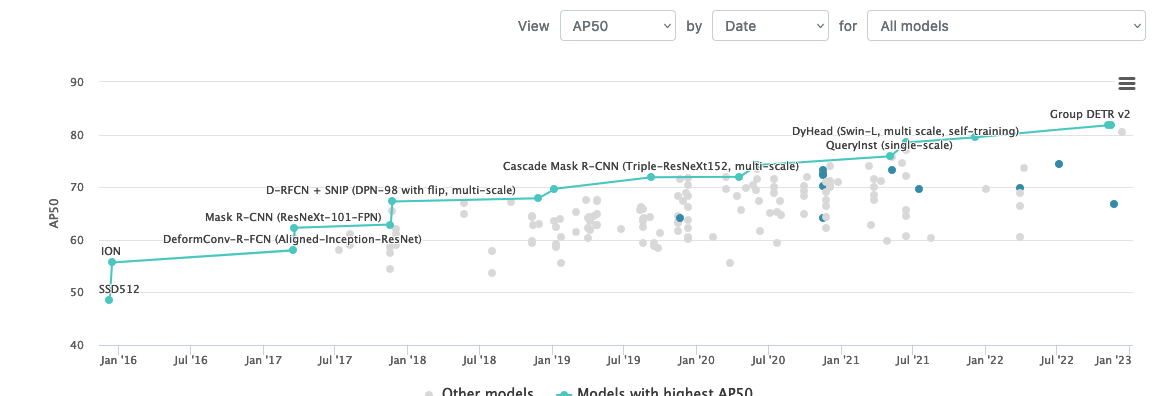 View AP50 by Date for All models
90
80
70
60
50
40
AP50
Group DETR v2
DyHead (Swin-L, multi scale, self-training)
QueryInst (single-scale)
Cascade Mask R-CNN (Triple-ResNeXt152, multi-scale)
D-RFCN + SNIP (DPN-98 with flip, multi-scale)
Mask R-CNN (ResNeXt-101-FPN)
DeformConv-R-FCN (Aligned-Inception-ResNet)
ION
SSD512
Jan '16 Jul '16 Jan '17 Jul '17 Jan '18 Jul '18 Jan '19 Jul '19 Jan '20 Jul '20 Jan '21 Jul '21 Jan '22 Jul '22 Jan '23
Other models Models with highest AP50